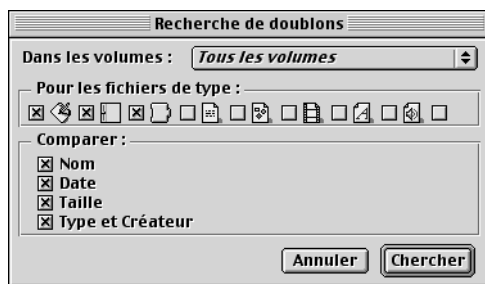 Recherche de doublons
Dans les volumes : Tous les volumes
Pour les fichiers de type :
Comparer :
Nom
Date
Taille
Type et Créateur
Annuler Chercher